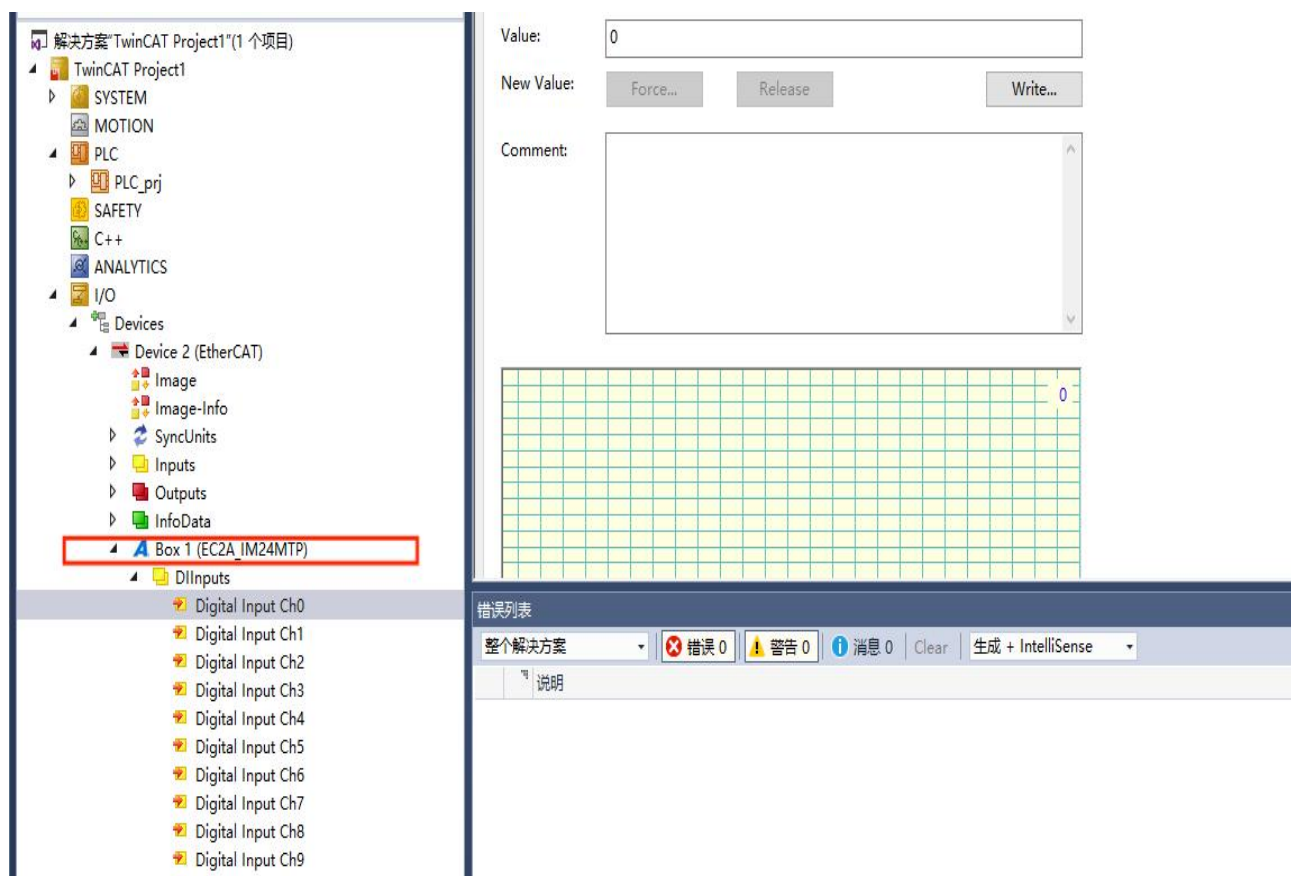 解决方案"TwinCAT Project1"(1 个项目)
TwinCAT Project1
SYSTEM
MOTION
PLC
PLC_prj
SAFETY
C++
ANALYTICS
I/O
Devices
Device 2 (EtherCAT)
Image
Image-Info
SyncUnits
Inputs
Outputs
InfoData
Box 1 (EC2A_IM24MTP)
DIInputs
Digital Input Ch0
Digital Input Ch1
Digital Input Ch2
Digital Input Ch3
Digital Input Ch4
Digital Input Ch5
Digital Input Ch6
Digital Input Ch7
Digital Input Ch8
Digital Input Ch9
Value: 0
New Value: Force... Release Write...
Comment:
0
错误列表
整个解决方案 错误 0 警告 0 消息 0 Clear 生成 + IntelliSense
说明